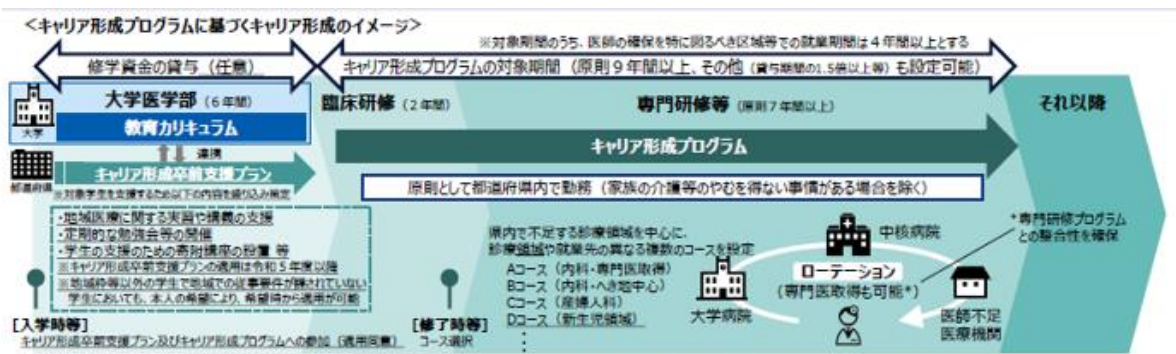 ＜キャリア形成プログラムに基づくキャリア形成のイメージ＞
※対象期間のうち、医師の確保を特に図るべき区域等での就業期間は４年間以上とする
修学資金の貸与（任意）
キャリア形成プログラムの対象期間（原則９年間以上、その他（貸与期間の1.5倍以上等）も設定可能）
大学医学部（６年間）
臨床研修（２年間）
専門研修等（原則７年間以上）
それ以降
大学
教育カリキュラム
キャリア形成プログラム
連携
都道府県
キャリア形成卒前支援プラン
※対象学生を支援するため以下の内容を盛り込み策定
原則として都道府県内で勤務（家族の介護等のやむを得ない事情がある場合を除く）
・地域医療に関する実習や講義の支援
・定期的な勉強会等の開催
・学生の支援のための寄附講座の設置 等
※キャリア形成卒前支援プランの適用は令和５年度以降
※地域枠等以外の学生で地域での従事要件が課されていない
学生においても、本人の希望により、希望時から適用が可能
県内で不足する診療領域を中心に、
診療領域や就業先の異なる複数のコースを設定
Aコース（内科・専門医取得）
Bコース（内科・へき地中心）
Cコース（産婦人科）
Dコース（新生児領域）
：
中核病院
*専門研修プログラム
との整合性を確保
ローテーション
（専門医取得も可能*）
大学病院
医師不足
医療機関
[入学時等]
キャリア形成卒前支援プラン及びキャリア形成プログラムへの参加（適用同意）
[修了時等]
コース選択